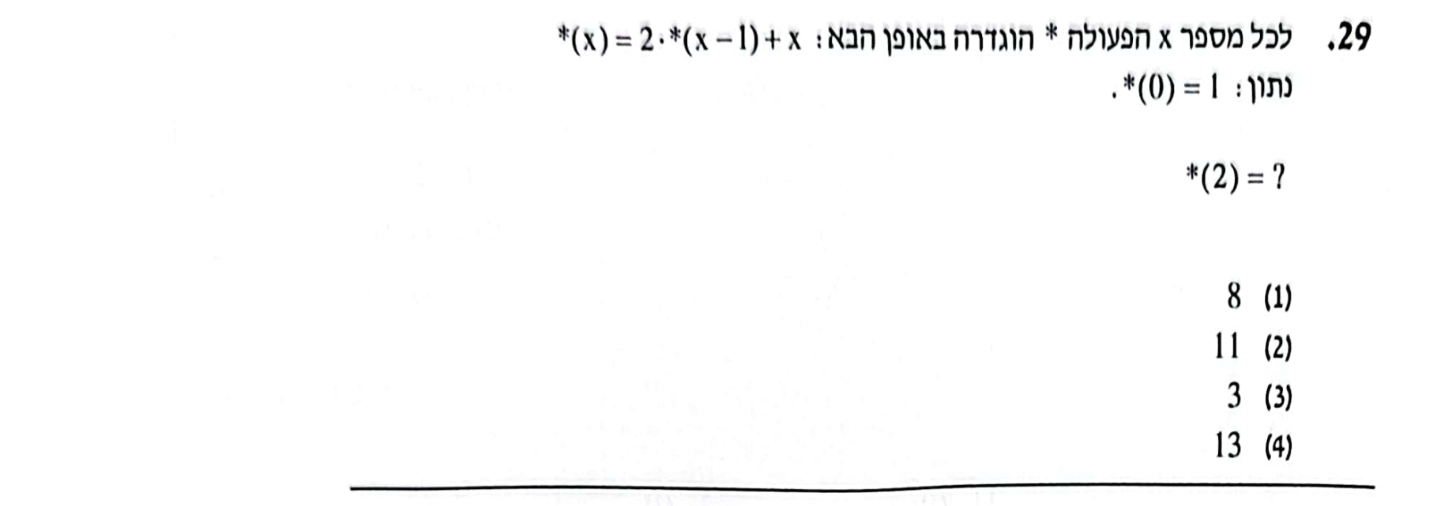 29. לכל מספר x הפעולה * הוגדרה באופן הבא: *(x) = 2·*(x – 1) + x
נתון: *(0) = 1.
*(2) = ?
(1) 8
(2) 11
(3) 3
(4) 13